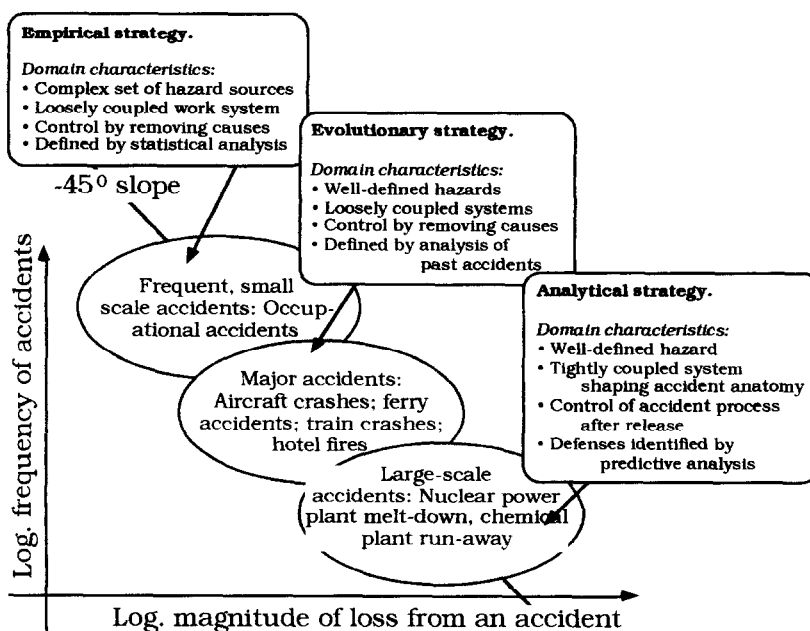 Empirical strategy.
Domain characteristics:
• Complex set of hazard sources
• Loosely coupled work system
• Control by removing causes
• Defined by statistical analysis
Evolutionary strategy.
Domain characteristics:
• Well-defined hazards
• Loosely coupled systems
• Control by removing causes
• Defined by analysis of
past accidents
Analytical strategy.
Domain characteristics:
• Well-defined hazard
• Tightly coupled system
shaping accident anatomy
• Control of accident process
after release
• Defenses identified by
predictive analysis
-45° slope
Frequent, small
scale accidents: Occup-
ational accidents
Major accidents:
Aircraft crashes; ferry
accidents; train crashes;
hotel fires
Large-scale
accidents: Nuclear power
plant melt-down, chemical
plant run-away
Log. frequency of accidents
Log. magnitude of loss from an accident